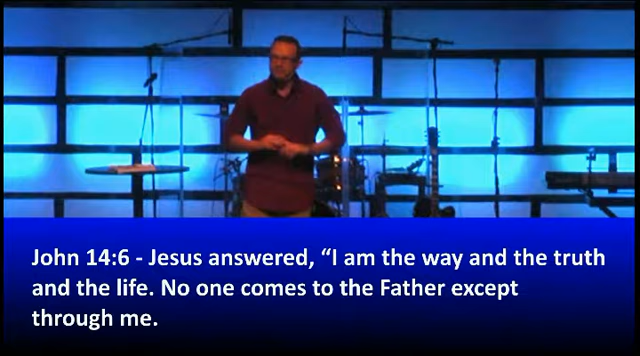 John 14:6 - Jesus answered, “I am the way and the truth
and the life. No one comes to the Father except
through me.